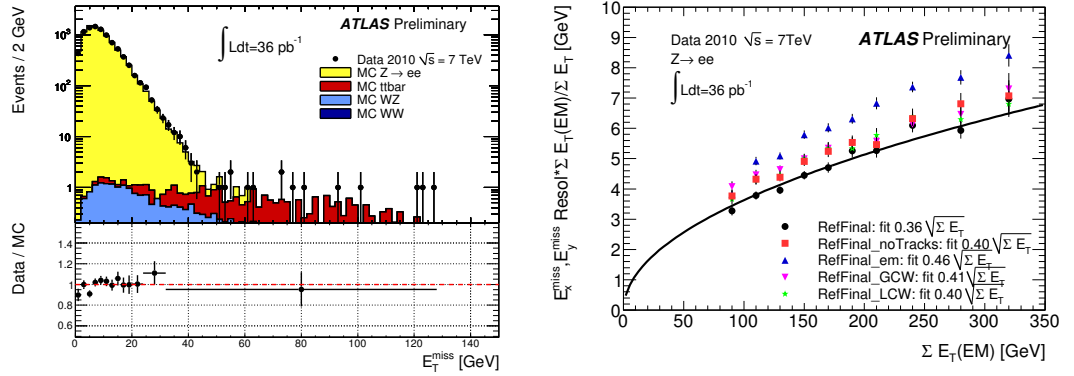 ATLAS Preliminary
∫ Ldt=36 pb⁻¹
Data 2010 √s = 7 TeV
MC Z → ee
MC ttbar
MC WZ
MC WW
Events / 2 GeV
10³
10²
10
1
Data / MC
1.4
1.2
1
0.8
0.6
0 20 40 60 80 100 120 140
E_T^miss [GeV]
E_x^miss, E_y^miss Resol*Σ E_T(EM)/Σ E_T [GeV]
10
9
8
7
6
5
4
3
2
1
0
Data 2010 √s = 7TeV
ATLAS Preliminary
Z → ee
∫ Ldt=36 pb⁻¹
RefFinal: fit 0.36√Σ E_T
RefFinal_noTracks: fit 0.40√Σ E_T
RefFinal_em: fit 0.46√Σ E_T
RefFinal_GCW: fit 0.41√Σ E_T
RefFinal_LCW: fit 0.40√Σ E_T
0 50 100 150 200 250 300 350
Σ E_T(EM) [GeV]